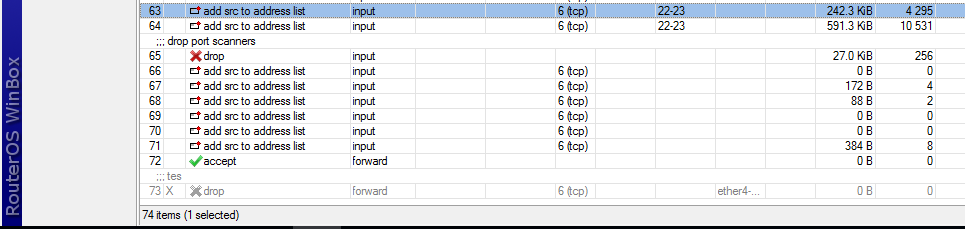 63 add src to address list input 6 (tcp) 22-23 242.3 KiB 4 295
64 add src to address list input 6 (tcp) 22-23 591.3 KiB 10 531
;;; drop port scanners
65 drop input 27.0 KiB 256
66 add src to address list input 6 (tcp) 0 B 0
67 add src to address list input 6 (tcp) 172 B 4
68 add src to address list input 6 (tcp) 88 B 2
69 add src to address list input 6 (tcp) 0 B 0
70 add src to address list input 6 (tcp) 0 B 0
71 add src to address list input 6 (tcp) 384 B 8
72 accept forward 0 B 0
;;; tes
73 X drop forward 6 (tcp) ether4-... 0 B 0
74 items (1 selected)
RouterOS WinBox